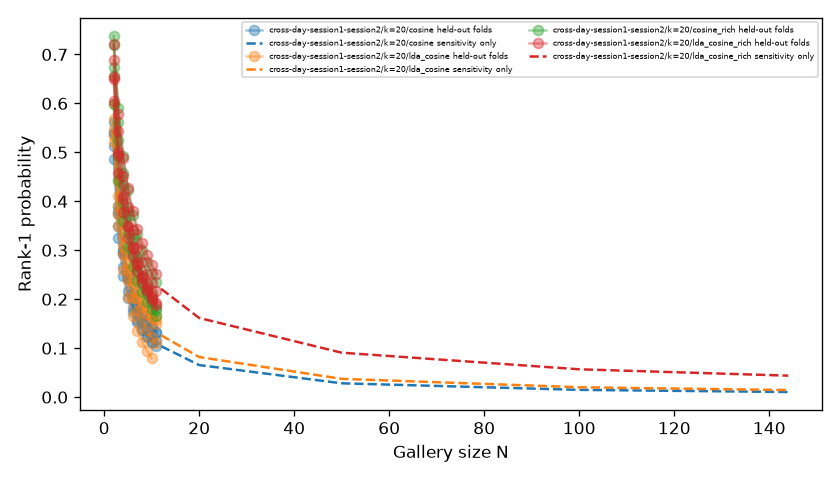 cross-day-session1-session2/k=20/cosine held-out folds
cross-day-session1-session2/k=20/cosine sensitivity only
cross-day-session1-session2/k=20/lda_cosine held-out folds
cross-day-session1-session2/k=20/lda_cosine sensitivity only
cross-day-session1-session2/k=20/cosine_rich held-out folds
cross-day-session1-session2/k=20/lda_cosine_rich held-out folds
cross-day-session1-session2/k=20/lda_cosine_rich sensitivity only
Rank-1 probability
0.7
0.6
0.5
0.4
0.3
0.2
0.1
0.0
0 20 40 60 80 100 120 140
Gallery size N